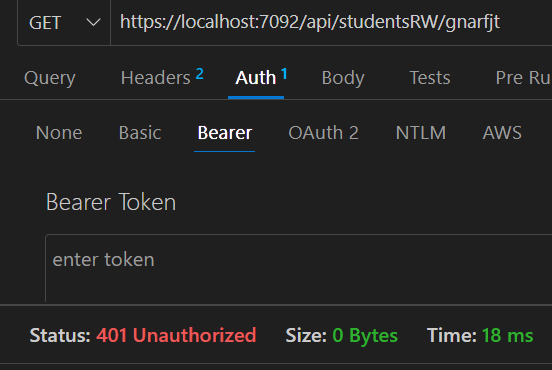 GET https://localhost:7092/api/studentsRW/gnarfjt
Query Headers 2 Auth 1 Body Tests Pre Ru
None Basic Bearer OAuth 2 NTLM AWS
Bearer Token
enter token
Status: 401 Unauthorized Size: 0 Bytes Time: 18 ms